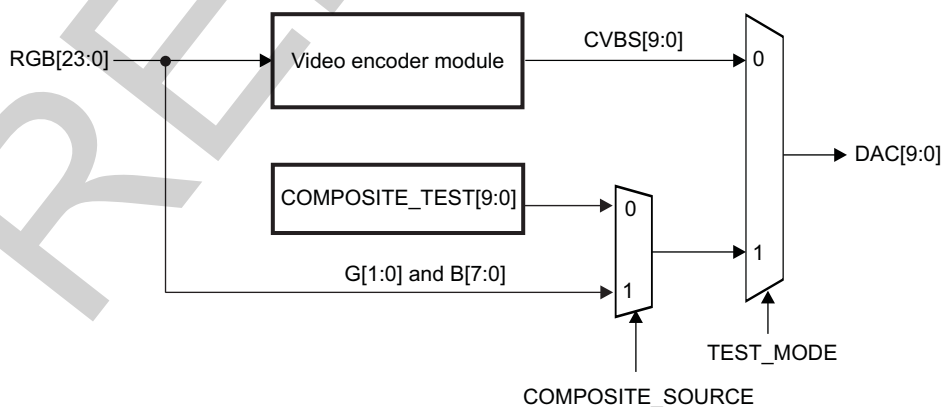 CVBS[9:0]
RGB[23:0]
Video encoder module
0
DAC[9:0]
COMPOSITE_TEST[9:0]
0
1
G[1:0] and B[7:0]
1
TEST_MODE
COMPOSITE_SOURCE